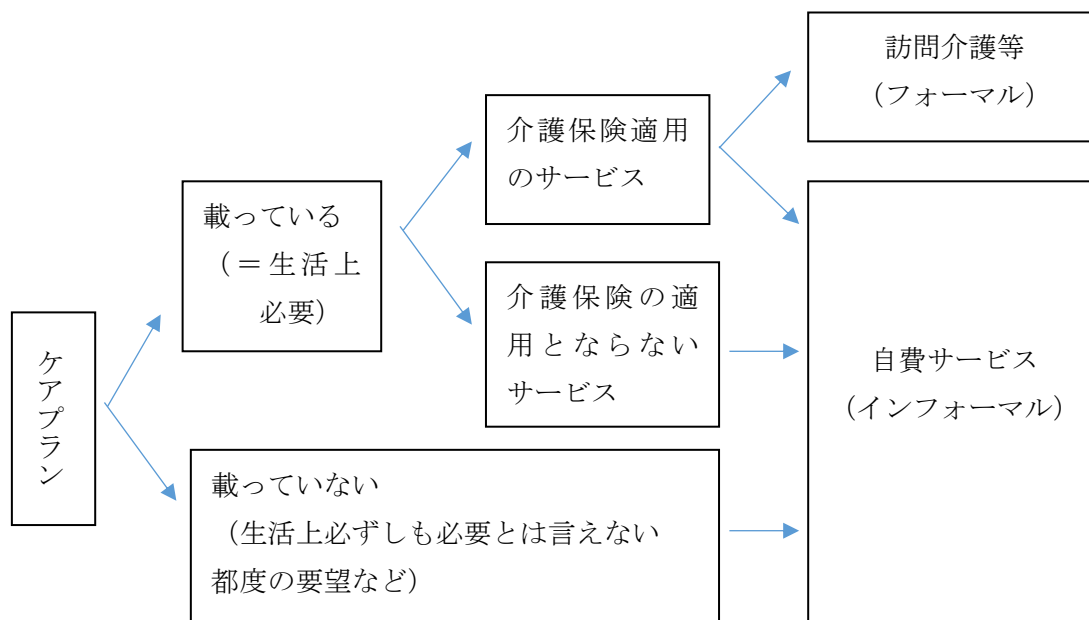 ケアプラン
載っている
（＝生活上
必要）
介護保険適用
のサービス
訪問介護等
（フォーマル）
介護保険の適
用とならない
サービス
自費サービス
（インフォーマル）
載っていない
（生活上必ずしも必要とは言えない
都度の要望など）